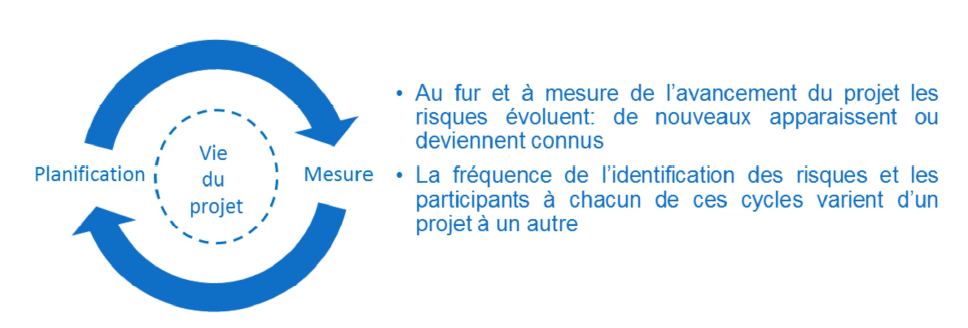 Planification
Vie
du
projet
Mesure
• Au fur et à mesure de l'avancement du projet les
risques évoluent: de nouveaux apparaissent ou
deviennent connus
• La fréquence de l'identification des risques et les
participants à chacun de ces cycles varient d'un
projet à un autre